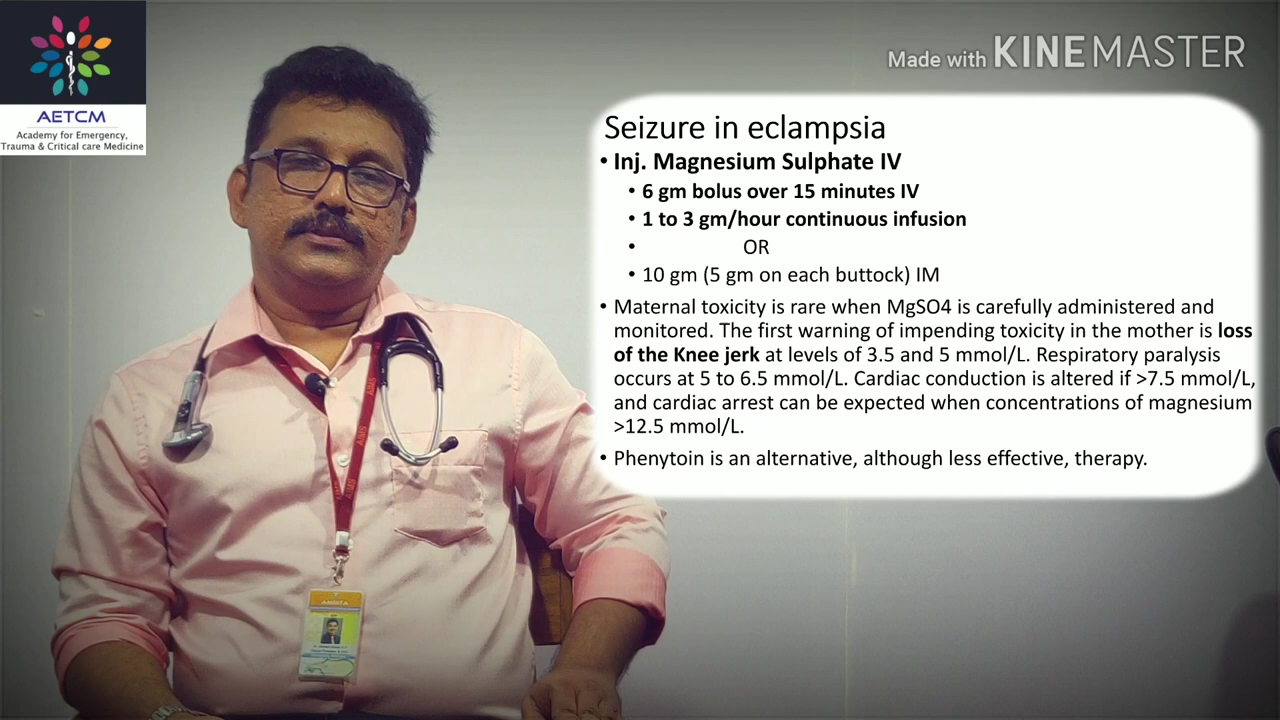 AETCM
Academy for Emergency,
Trauma & Critical care Medicine
Made with KINEMASTER
Seizure in eclampsia
• Inj. Magnesium Sulphate IV
• 6 gm bolus over 15 minutes IV
• 1 to 3 gm/hour continuous infusion
• OR
• 10 gm (5 gm on each buttock) IM
• Maternal toxicity is rare when MgSO4 is carefully administered and
monitored. The first warning of impending toxicity in the mother is loss
of the Knee jerk at levels of 3.5 and 5 mmol/L. Respiratory paralysis
occurs at 5 to 6.5 mmol/L. Cardiac conduction is altered if >7.5 mmol/L,
and cardiac arrest can be expected when concentrations of magnesium
>12.5 mmol/L.
• Phenytoin is an alternative, although less effective, therapy.
AIMS
AMRITA